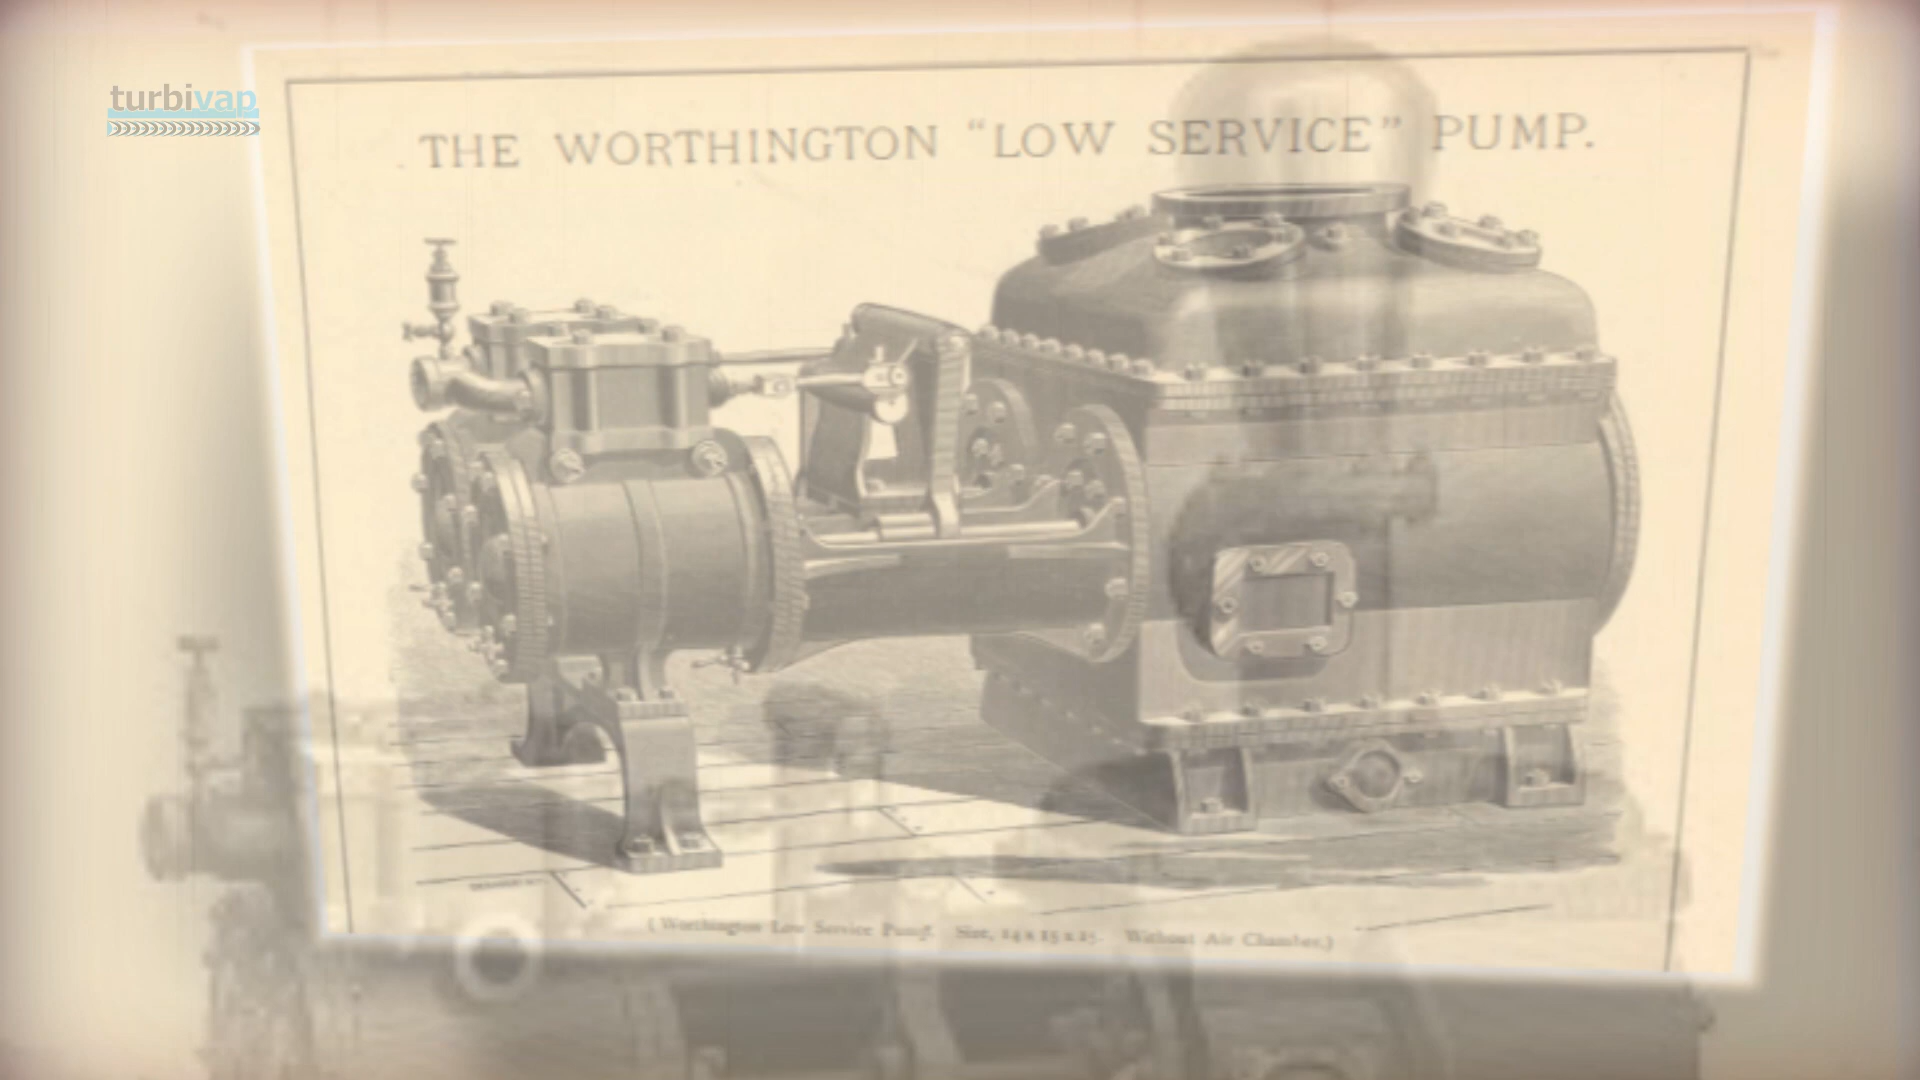 turbivap
THE WORTHINGTON “LOW SERVICE” PUMP.
(Worthington Low Service Pump. Size, Without Air Chamber.)